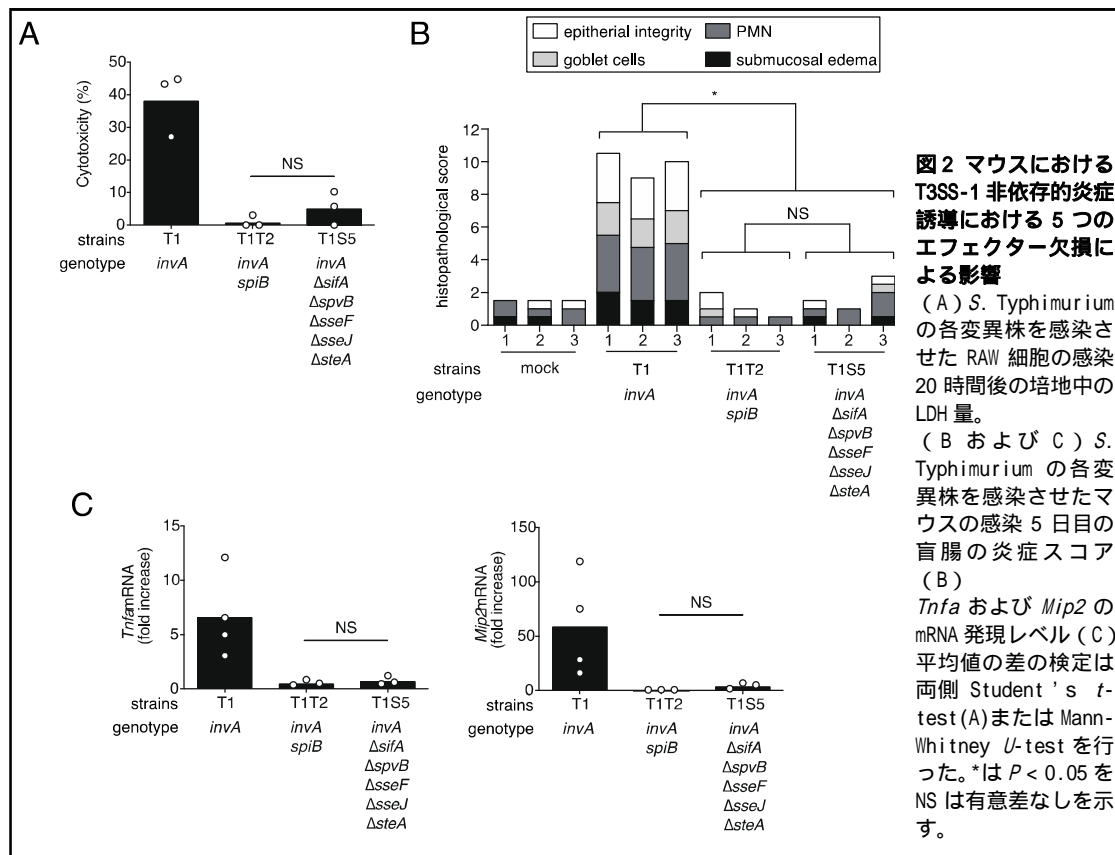 A
Cytotoxicity (%)
50
40
30
20
10
0
NS
strains T1 T1T2 T1S5
genotype invA invA invA
spiB ΔsifA
ΔspvB
ΔsseF
ΔsseJ
ΔsteA
B
epitherial integrity PMN
goblet cells submucosal edema
*
NS
histopathological score
12
10
8
6
4
2
0
1 2 3 1 2 3 1 2 3 1 2 3
strains mock T1 T1T2 T1S5
genotype invA invA invA
spiB ΔsifA
ΔspvB
ΔsseF
ΔsseJ
ΔsteA
C
TnfamRNA
(fold increase)
15
10
5
0
NS
strains T1 T1T2 T1S5
genotype invA invA invA
spiB ΔsifA
ΔspvB
ΔsseF
ΔsseJ
ΔsteA
Mip2mRNA
(fold increase)
150
100
50
0
NS
strains T1 T1T2 T1S5
genotype invA invA invA
spiB ΔsifA
ΔspvB
ΔsseF
ΔsseJ
ΔsteA
図2 マウスにおける
T3SS-1 非依存的炎症
誘導における 5 つの
エフェクター欠損に
よる影響
(A)S. Typhimurium
の各変異株を感染さ
せた RAW 細胞の感染
20 時間後の培地中の
LDH 量。
(B および C)S.
Typhimurium の各変
異株を感染させたマ
ウスの感染 5 日目の
盲腸の炎症スコア
(B)
Tnfa および Mip2 の
mRNA 発現レベル(C)
平均値の差の検定は
両側 Student's t-
test(A)または Mann-
Whitney U-test を行
った。*は P < 0.05 を
NS は有意差なしを示
す。